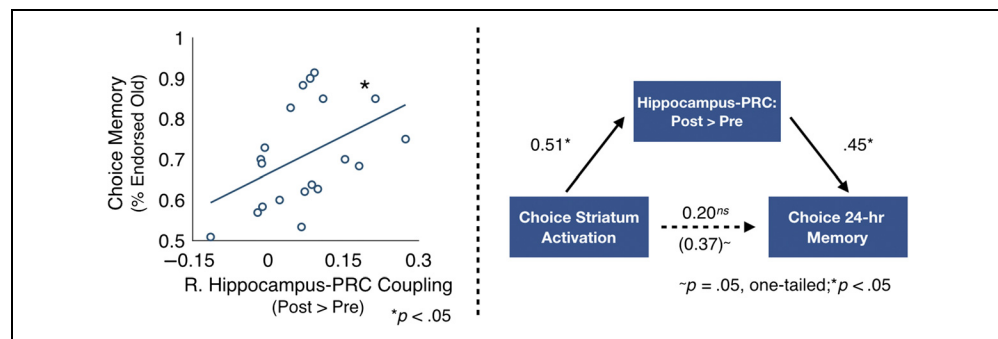 1
0.9
0.8
0.7
0.6
0.5
Choice Memory
(% Endorsed Old)
*
−0.15
0
0.15
0.3
R. Hippocampus-PRC Coupling
(Post > Pre)
*p < .05
Hippocampus-PRC:
Post > Pre
0.51*
.45*
Choice Striatum
Activation
0.20ns
(0.37)~
Choice 24-hr
Memory
~p = .05, one-tailed;*p < .05